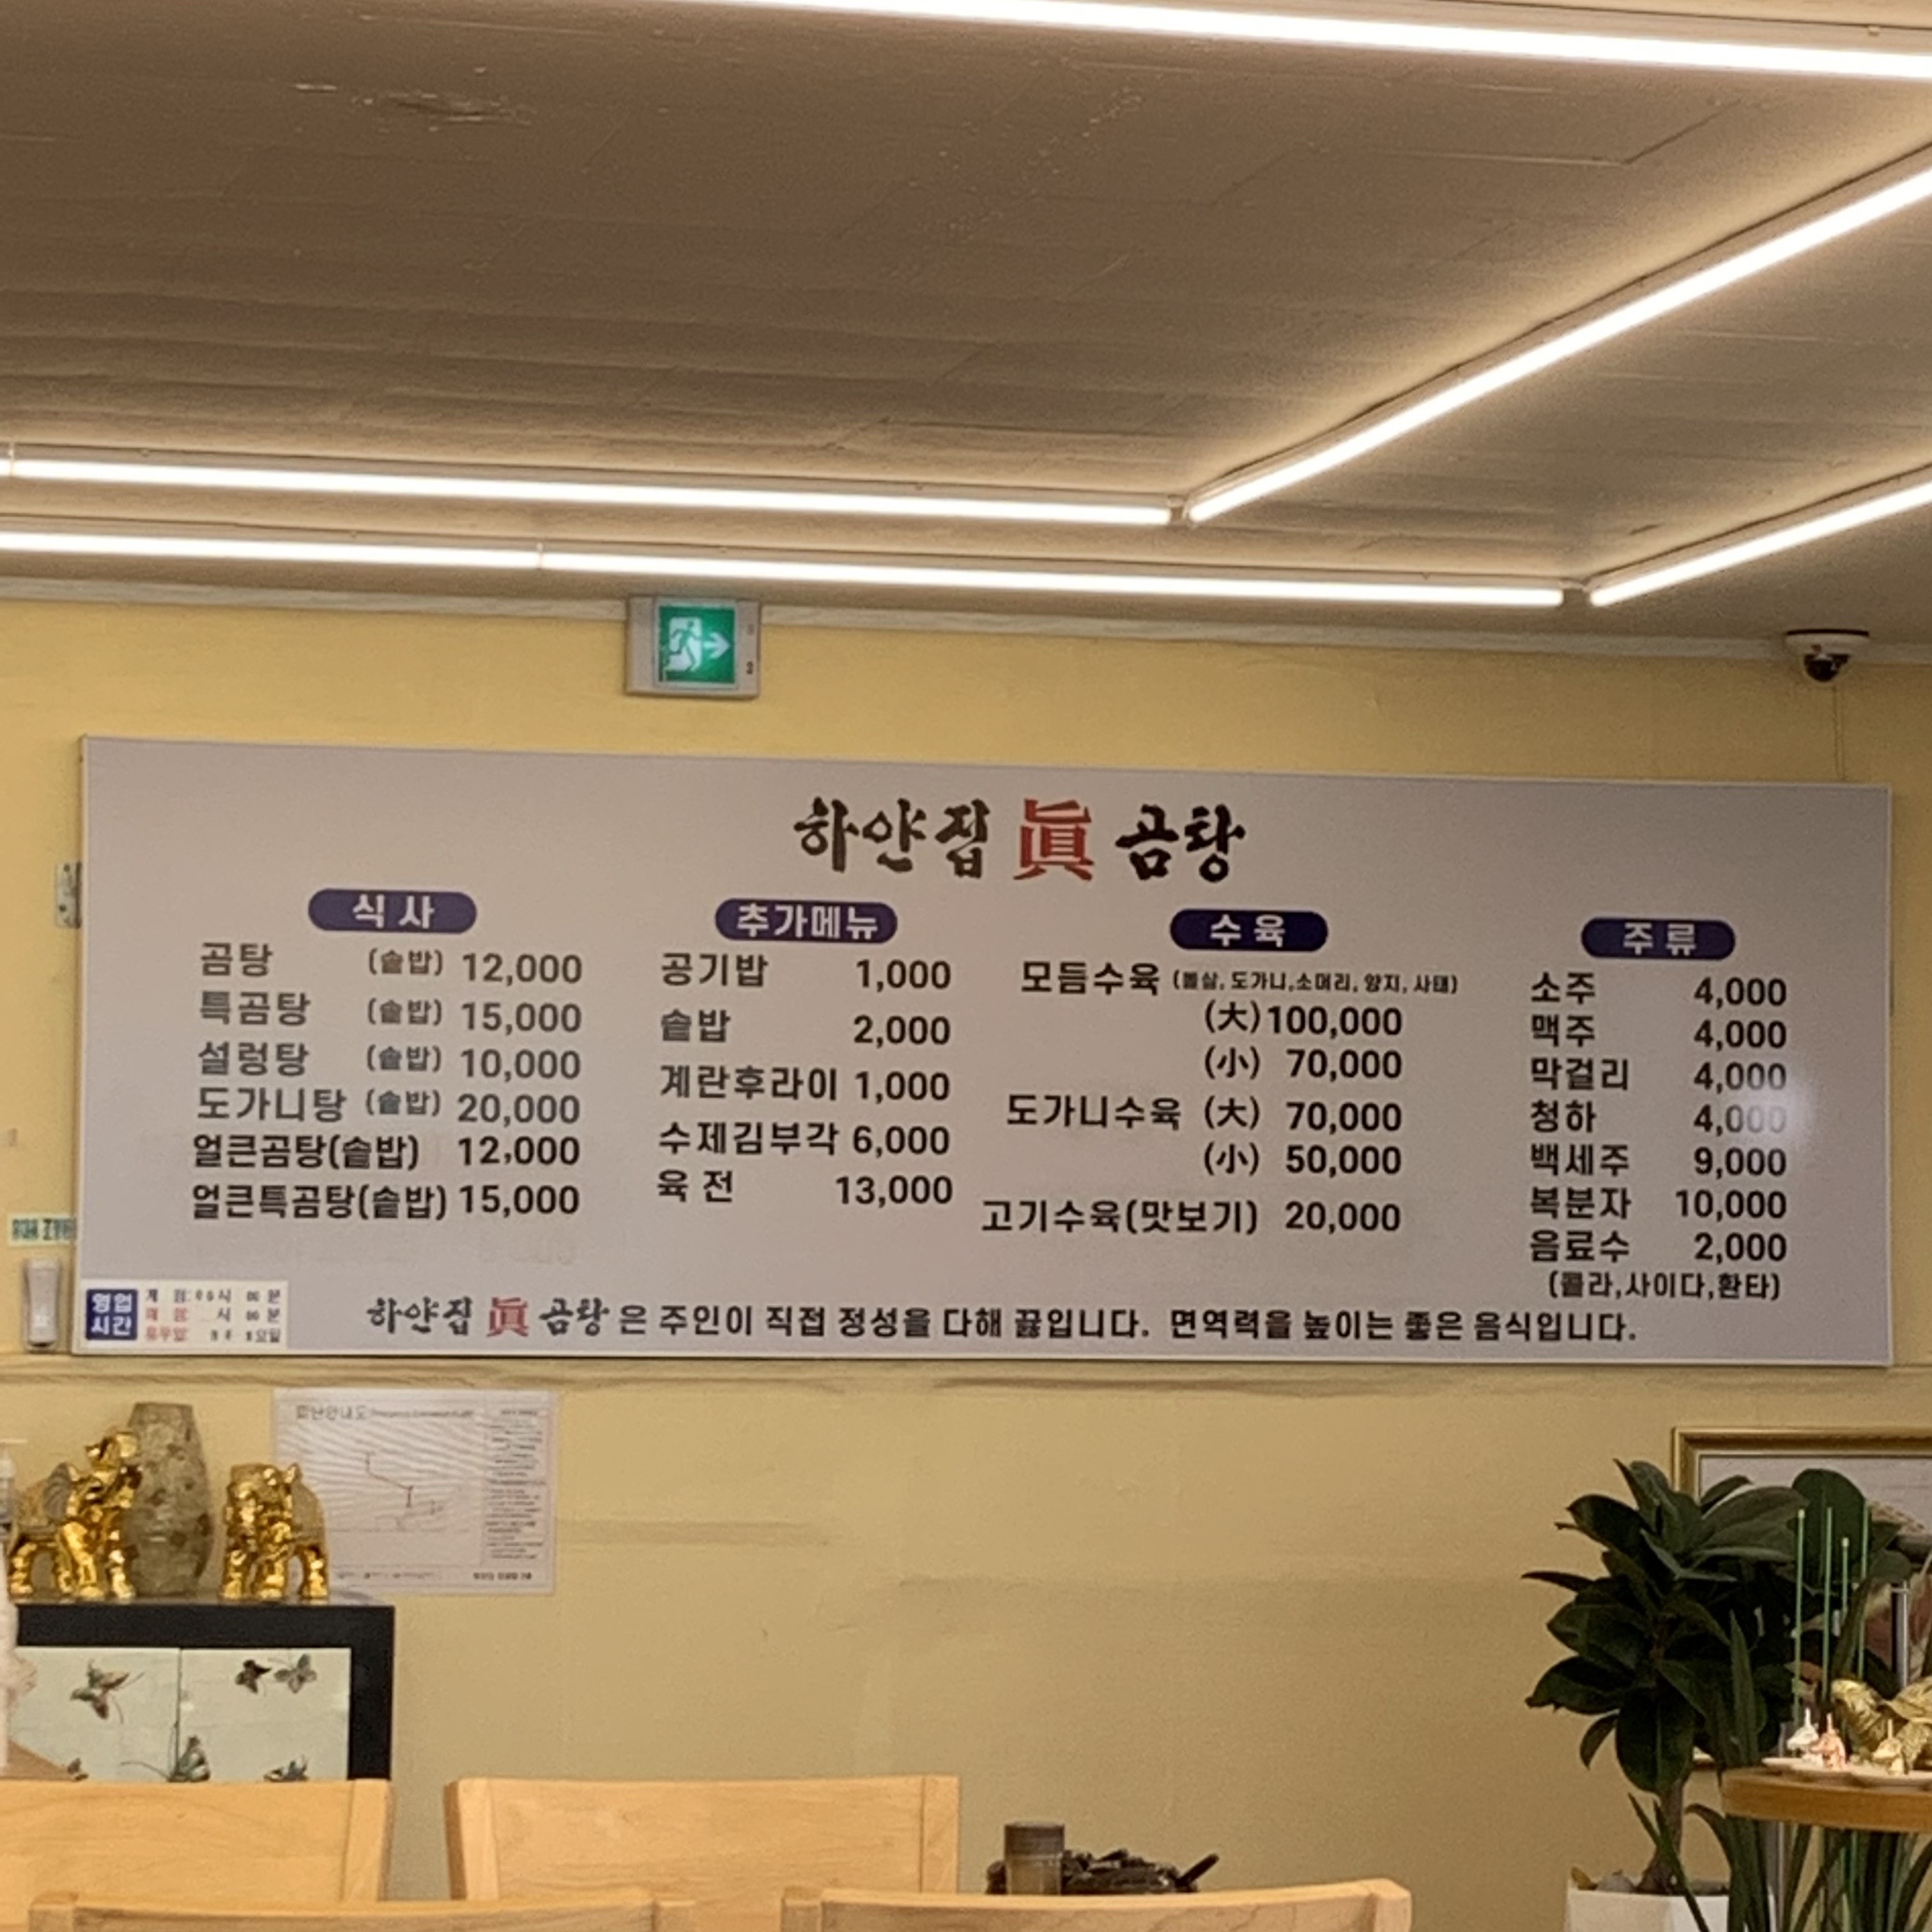 하얀집 眞 곰탕
식사
곰탕 (솥밥) 12,000
특곰탕 (솥밥) 15,000
설렁탕 (솥밥) 10,000
도가니탕 (솥밥) 20,000
얼큰곰탕(솥밥) 12,000
얼큰특곰탕(솥밥) 15,000
추가메뉴
공기밥 1,000
솥밥 2,000
계란후라이 1,000
수제김부각 6,000
육 전 13,000
수육
모듬수육 (볼살, 도가니,소머리, 양지, 사태)
(大) 100,000
(小) 70,000
도가니수육 (大) 70,000
(小) 50,000
고기수육(맛보기) 20,000
주류
소주 4,000
맥주 4,000
막걸리 4,000
청하 4,000
백세주 9,000
복분자 10,000
음료수 2,000
(콜라,사이다,환타)
영업
시간
하얀집 眞 곰탕은 주인이 직접 정성을 다해 끓입니다. 면역력을 높이는 좋은 음식입니다.
피난안내도